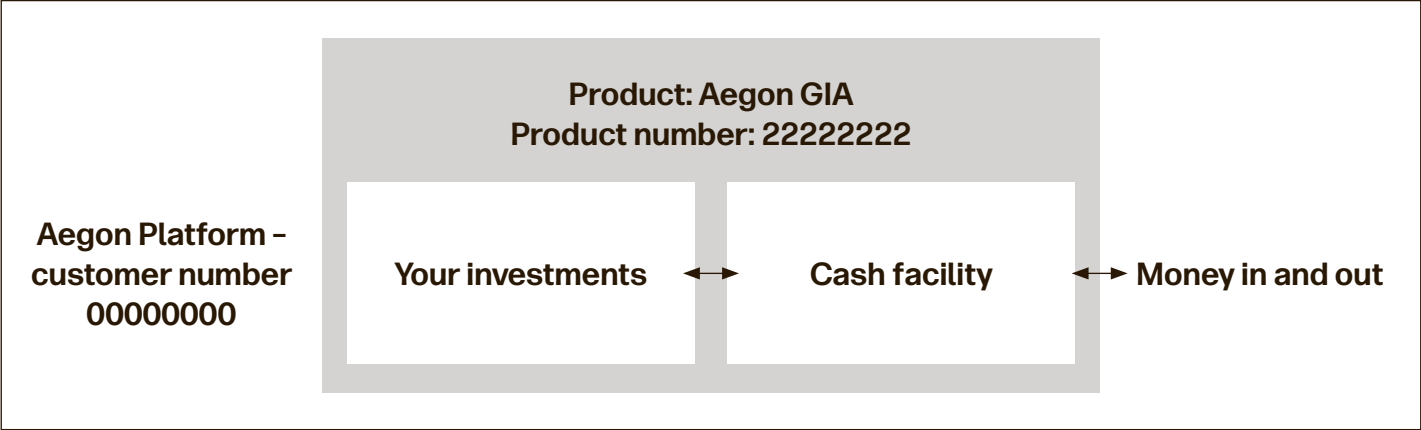 Product: Aegon GIA
Product number: 22222222
Aegon Platform –
customer number
00000000
Your investments
Cash facility
Money in and out